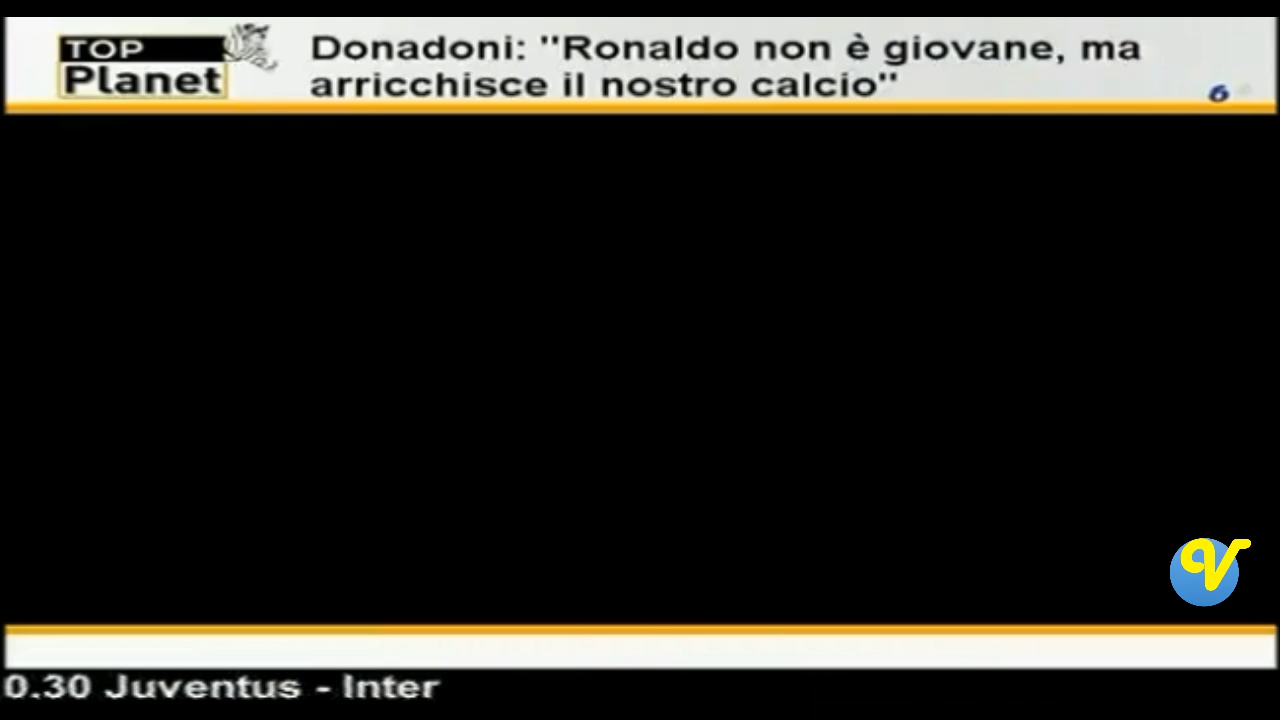 TOP
Planet
Donadoni: "Ronaldo non è giovane, ma
arricchisce il nostro calcio"
6
V
0.30 Juventus - Inter